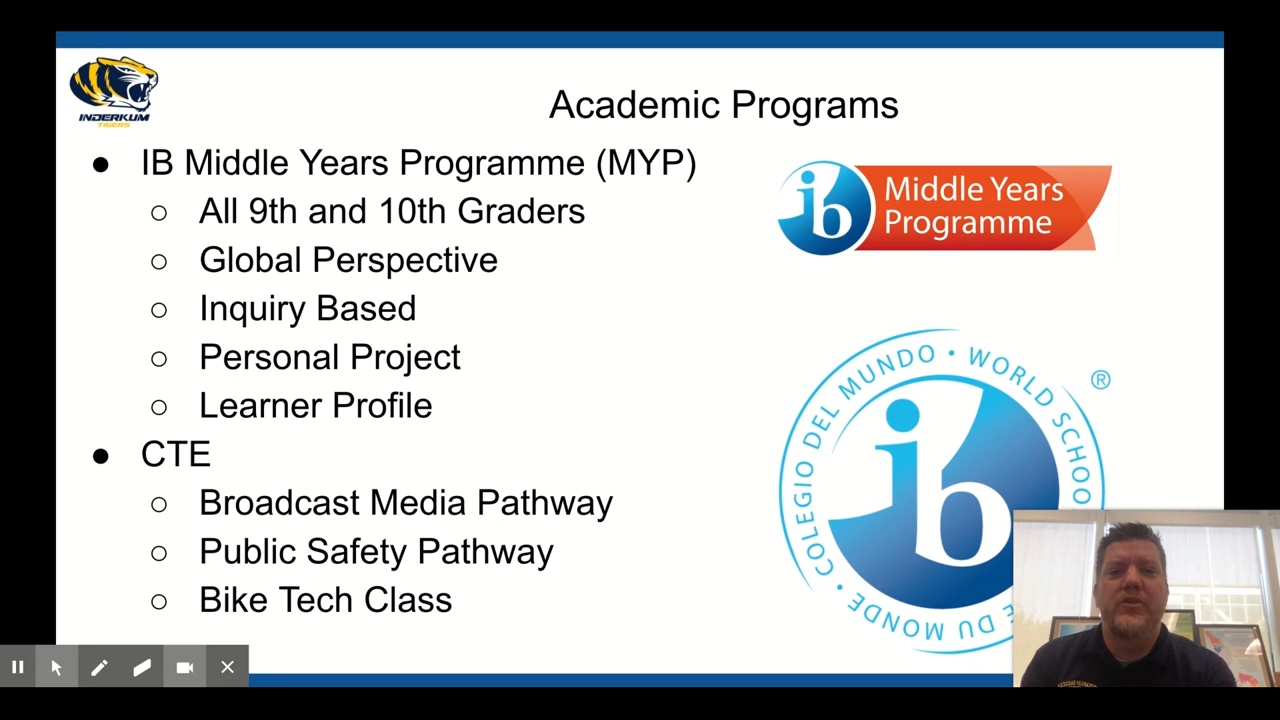 INDERKUM
TIGERS
Academic Programs
● IB Middle Years Programme (MYP)
○ All 9th and 10th Graders
○ Global Perspective
○ Inquiry Based
○ Personal Project
○ Learner Profile
● CTE
○ Broadcast Media Pathway
○ Public Safety Pathway
○ Bike Tech Class
ib
Middle Years
Programme
COLEGIO DEL MUNDO • WORLD SCHOO
DU MONDE •
®
ib